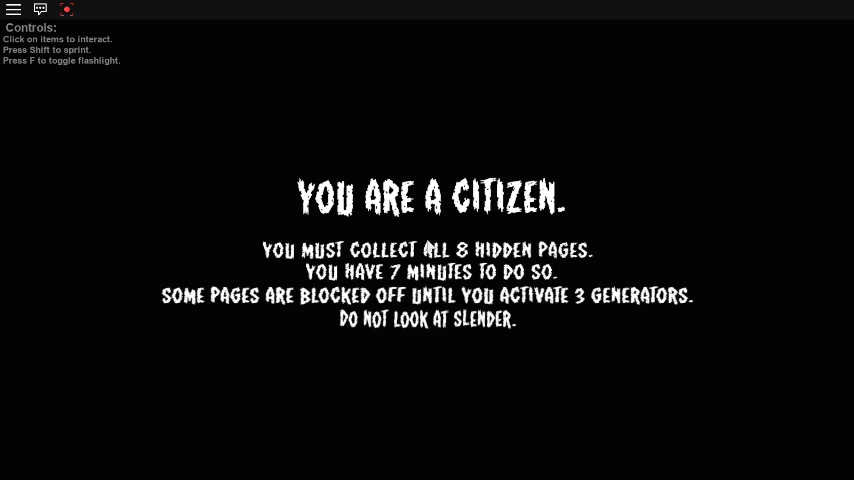 Controls:
Click on items to interact.
Press Shift to sprint.
Press F to toggle flashlight.
YOU ARE A CITIZEN.
YOU MUST COLLECT ALL 8 HIDDEN PAGES.
YOU HAVE 7 MINUTES TO DO SO.
SOME PAGES ARE BLOCKED OFF UNTIL YOU ACTIVATE 3 GENERATORS.
DO NOT LOOK AT SLENDER.